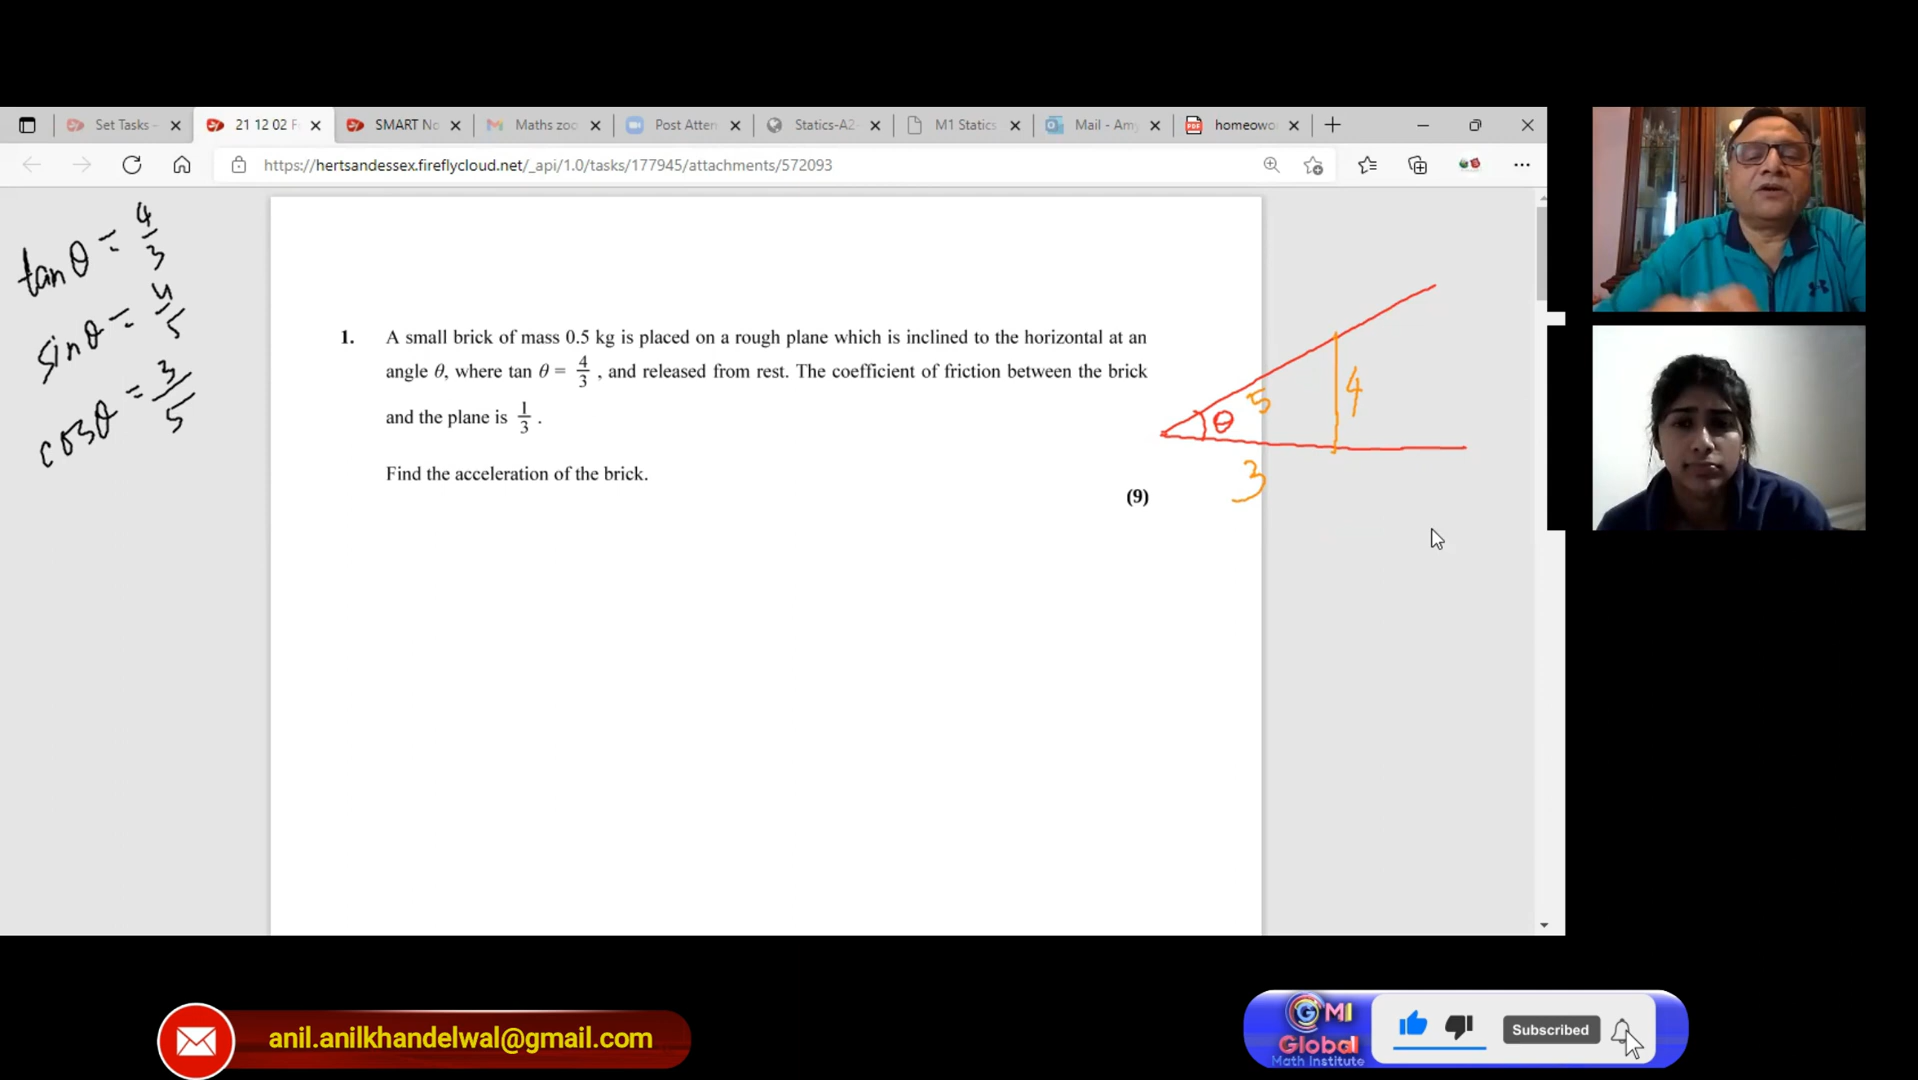 Set Tasks -
21 12 02 F
SMART No
Maths zoo
Post Atten
Statics-A2-
M1 Statics
Mail - Am
homeowo
https://hertsandessex.fireflycloud.net/_api/1.0/tasks/177945/attachments/572093
tanθ = 4/3
sinθ = 4/5
cosθ = 3/5
1. A small brick of mass 0.5 kg is placed on a rough plane which is inclined to the horizontal at an
angle θ, where tan θ = 4/3 , and released from rest. The coefficient of friction between the brick
and the plane is 1/3 .
Find the acceleration of the brick.
(9)
5
4
θ
3
anil.anilkhandelwal@gmail.com
GMI
Global
Math Institute
Subscribed